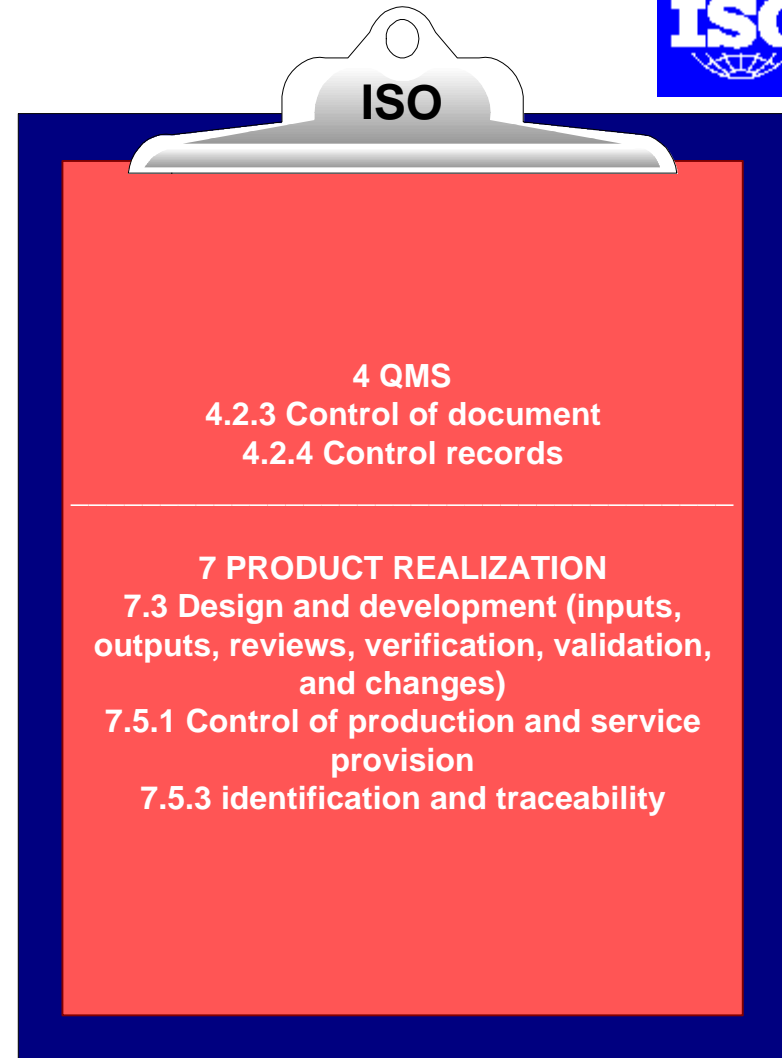 ISO
ISO
4 QMS
4.2.3 Control of document
4.2.4 Control records
7 PRODUCT REALIZATION
7.3 Design and development (inputs,
outputs, reviews, verification, validation,
and changes)
7.5.1 Control of production and service
provision
7.5.3 identification and traceability